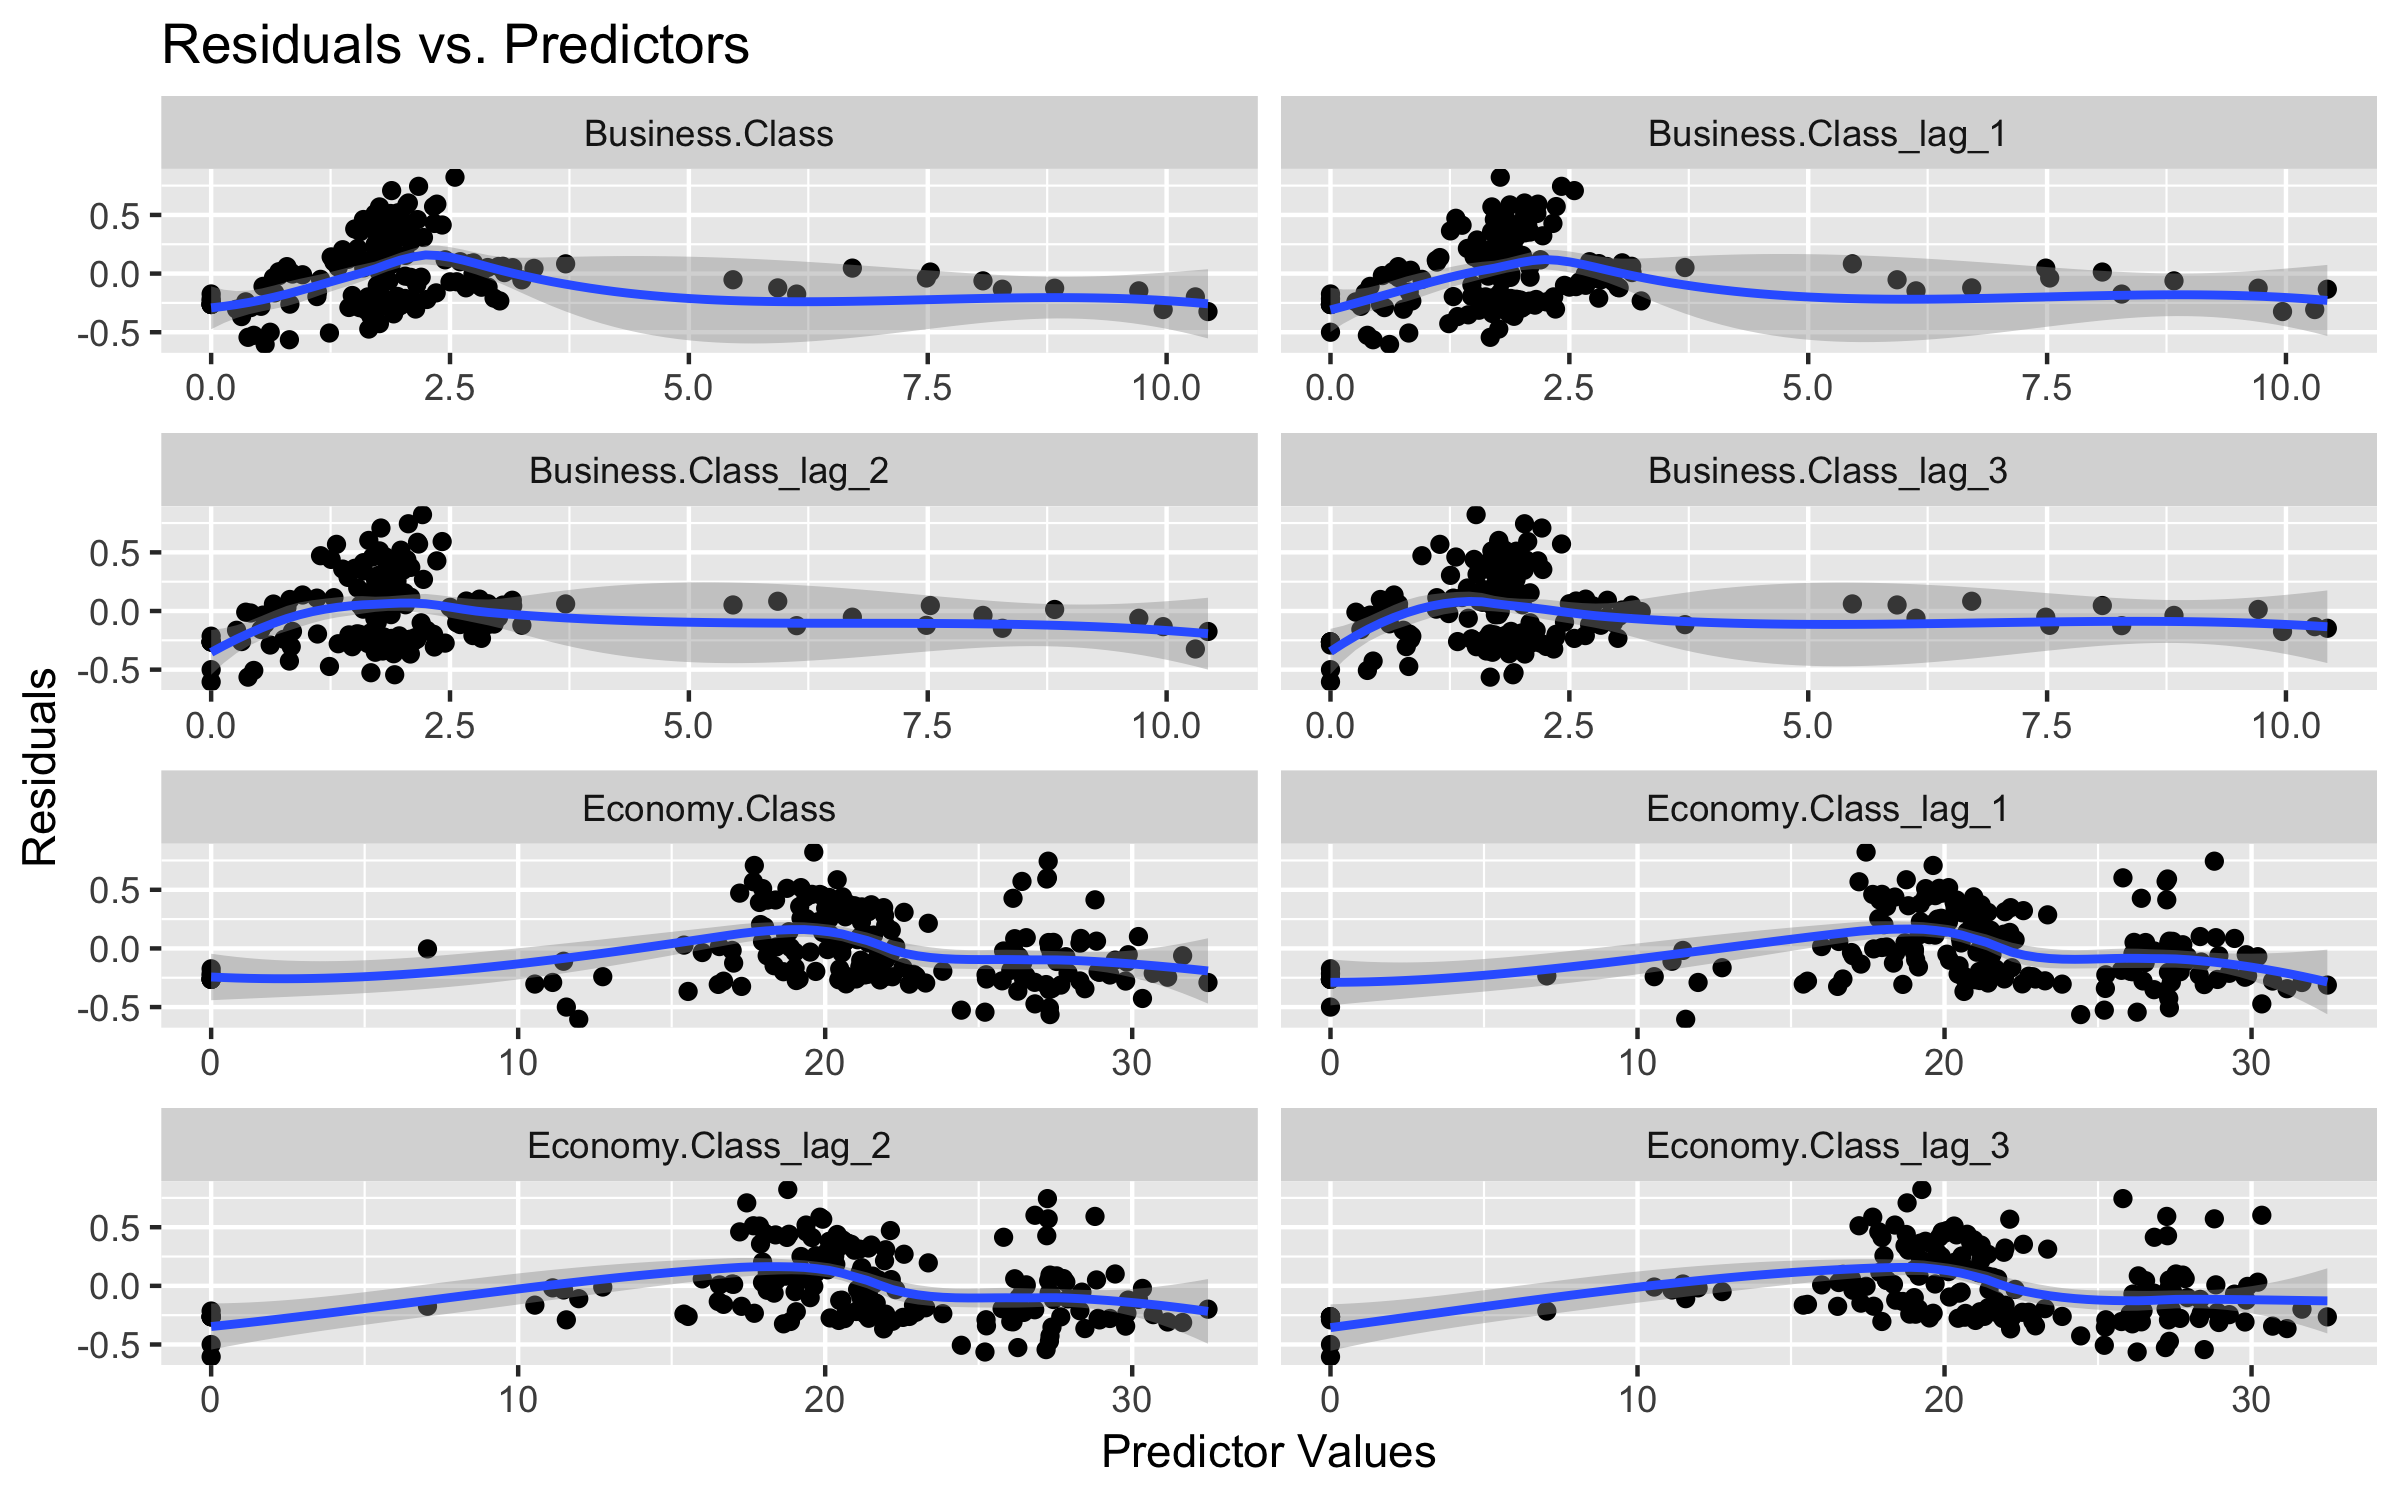 Residuals vs. Predictors
Business.Class
Business.Class_lag_1
0.5
0.0
-0.5
0.0 2.5 5.0 7.5 10.0
0.0 2.5 5.0 7.5 10.0
Business.Class_lag_2
Business.Class_lag_3
0.5
0.0
-0.5
0.0 2.5 5.0 7.5 10.0
0.0 2.5 5.0 7.5 10.0
Residuals
Economy.Class
Economy.Class_lag_1
0.5
0.0
-0.5
0 10 20 30
0 10 20 30
Economy.Class_lag_2
Economy.Class_lag_3
0.5
0.0
-0.5
0 10 20 30
0 10 20 30
Predictor Values